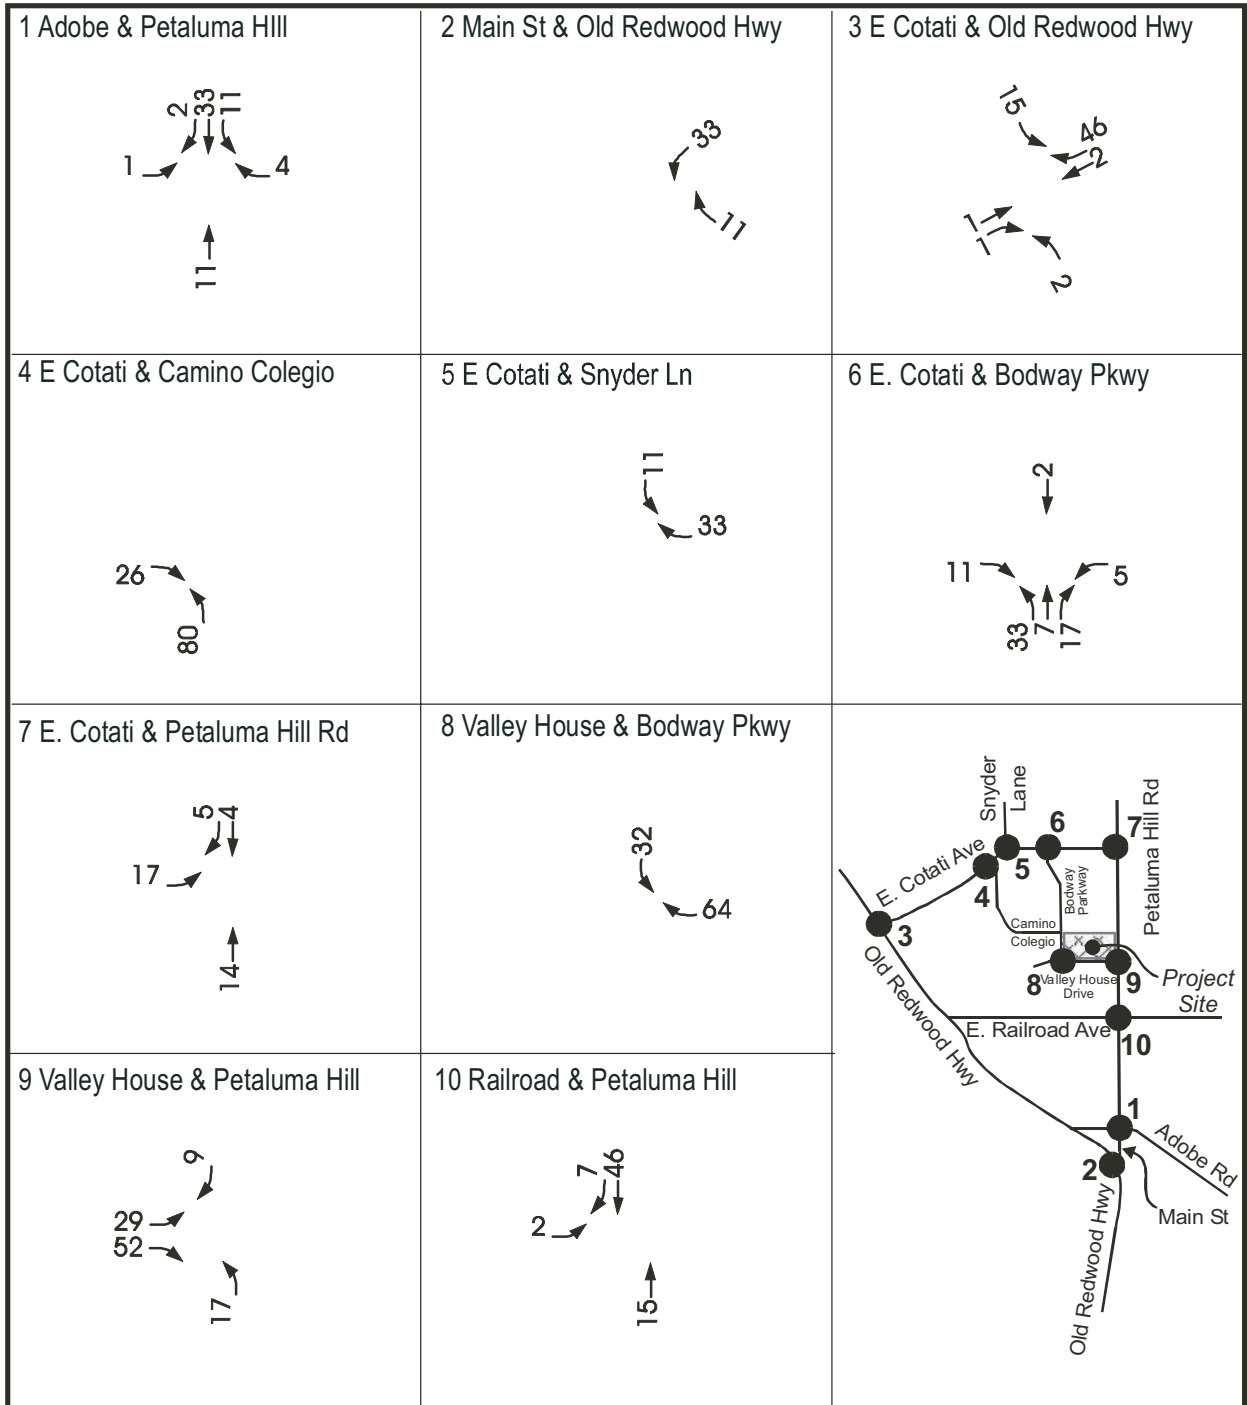 1 Adobe & Petaluma HIll
2
33
11
1
4
11
2 Main St & Old Redwood Hwy
33
11
3 E Cotati & Old Redwood Hwy
15
46
2
1
1
2
4 E Cotati & Camino Colegio
26
80
5 E Cotati & Snyder Ln
11
33
6 E. Cotati & Bodway Pkwy
2
11
5
33
7
17
7 E. Cotati & Petaluma Hill Rd
5
4
17
14
8 Valley House & Bodway Pkwy
32
64
9 Valley House & Petaluma Hill
9
29
52
17
10 Railroad & Petaluma Hill
7
46
2
15
Snyder
Lane
Petaluma Hill Rd
6
7
E. Cotati Ave
5
4
Bodway
Parkway
3
Camino
Colegio
Old Redwood Hwy
8
Valley House
Drive
9
Project
Site
E. Railroad Ave
10
1
Adobe Rd
2
Main St
Old Redwood Hwy